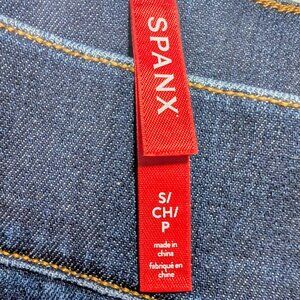 SPANX
S/
CH/
P
made in
china
fabriqué en
chine